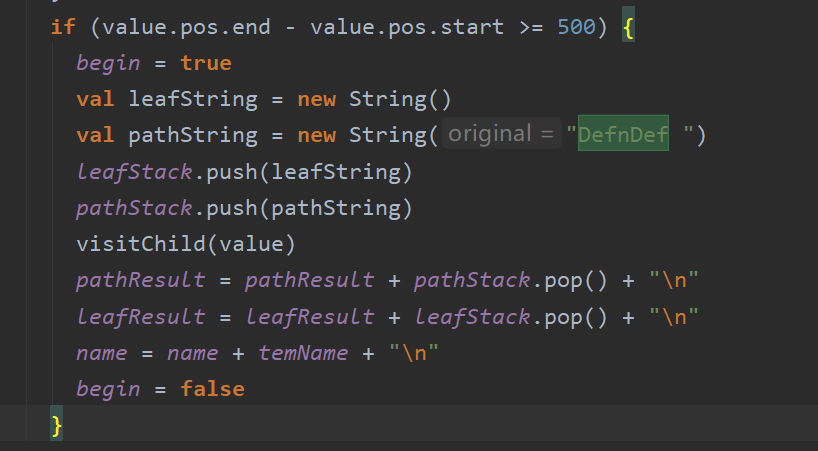 if (value.pos.end - value.pos.start >= 500) {
begin = true
val leafString = new String()
val pathString = new String( original = "DefnDef ")
leafStack.push(leafString)
pathStack.push(pathString)
visitChild(value)
pathResult = pathResult + pathStack.pop() + "\n"
leafResult = leafResult + leafStack.pop() + "\n"
name = name + temName + "\n"
begin = false
}